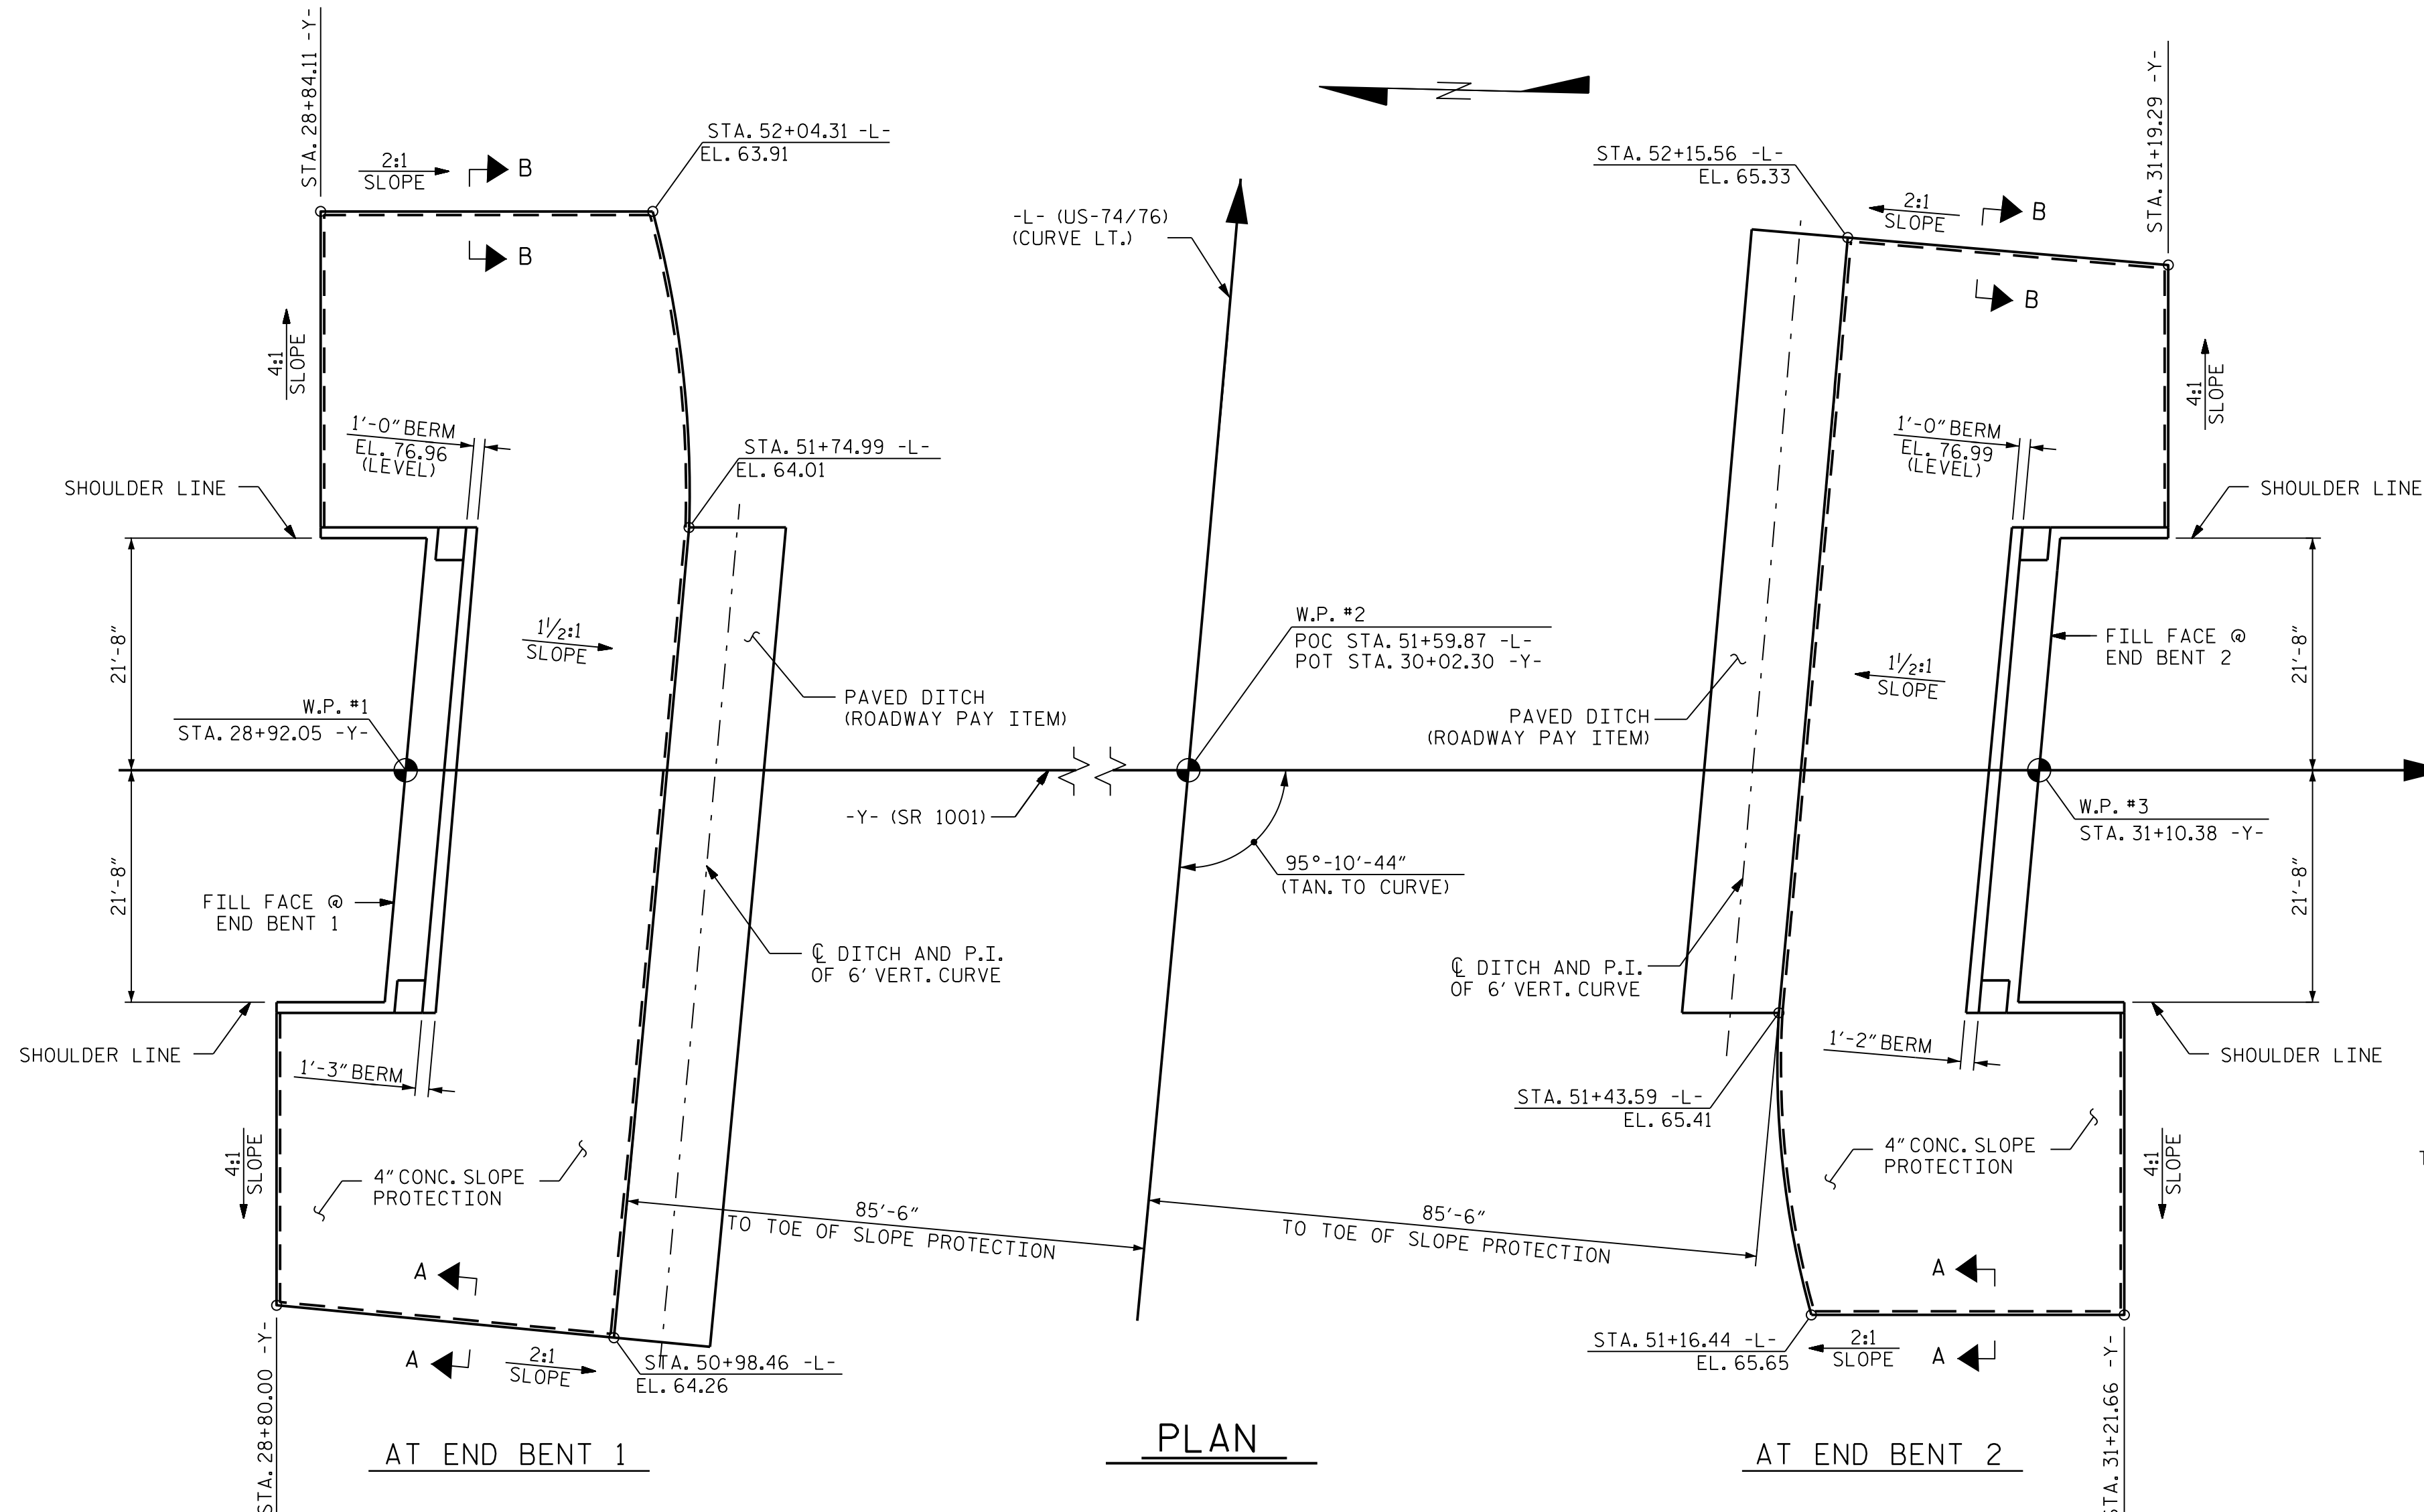 STA. 28+84.11 -Y-
2:1
SLOPE
B
B
STA. 52+04.31 -L-
EL. 63.91
4:1
SLOPE
1'-0" BERM
EL. 76.96
(LEVEL)
STA. 51+74.99 -L-
EL. 64.01
SHOULDER LINE
21'-8"
1½:1
SLOPE
W.P. #1
STA. 28+92.05 -Y-
PAVED DITCH
(ROADWAY PAY ITEM)
-Y- (SR 1001)
21'-8"
FILL FACE @
END BENT 1
℄ DITCH AND P.I.
OF 6' VERT. CURVE
SHOULDER LINE
1'-3" BERM
4:1
SLOPE
4" CONC. SLOPE
PROTECTION
85'-6"
TO TOE OF SLOPE PROTECTION
A
A
2:1
SLOPE
STA. 50+98.46 -L-
EL. 64.26
STA. 28+80.00 -Y-
AT END BENT 1
N
-L- (US-74/76)
(CURVE LT.)
W.P. #2
POC STA. 51+59.87 -L-
POT STA. 30+02.30 -Y-
95°-10'-44"
(TAN. TO CURVE)
PLAN
STA. 52+15.56 -L-
EL. 65.33
2:1
SLOPE
B
B
STA. 31+19.29 -Y-
4:1
SLOPE
1'-0" BERM
EL. 76.99
(LEVEL)
SHOULDER LINE
FILL FACE @
END BENT 2
21'-8"
1½:1
SLOPE
PAVED DITCH
(ROADWAY PAY ITEM)
W.P. #3
STA. 31+10.38 -Y-
21'-8"
℄ DITCH AND P.I.
OF 6' VERT. CURVE
1'-2" BERM
SHOULDER LINE
STA. 51+43.59 -L-
EL. 65.41
4" CONC. SLOPE
PROTECTION
4:1
SLOPE
85'-6"
TO TOE OF SLOPE PROTECTION
A
A
STA. 51+16.44 -L-
EL. 65.65
2:1
SLOPE
STA. 31+21.66 -Y-
AT END BENT 2